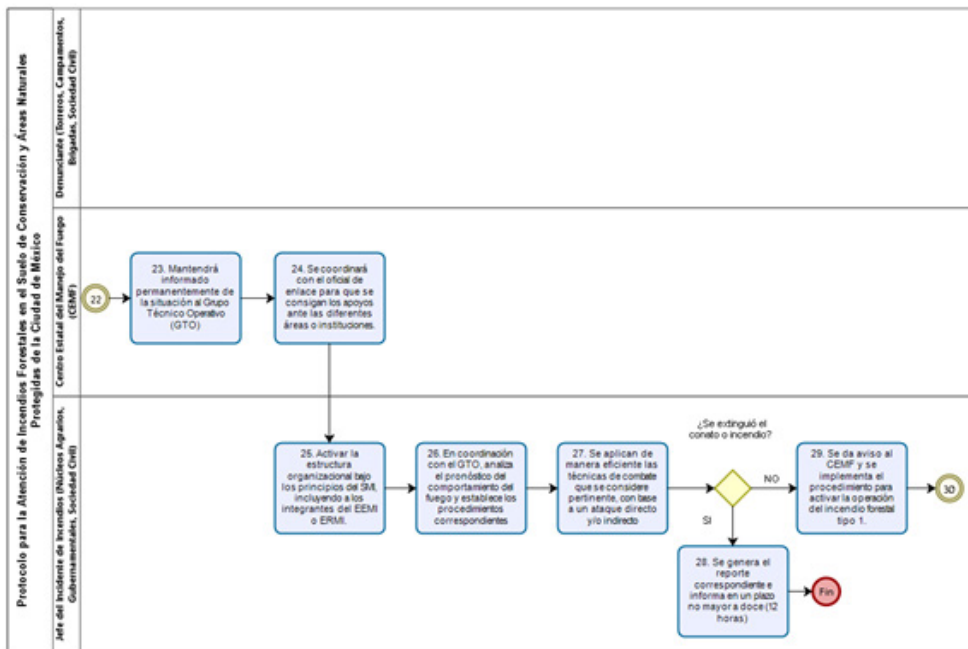 Protocolo para la Atención de Incendios Forestales en el Suelo de Conservación y Áreas Naturales
Protegidas de la Ciudad de México
Denunciante (Torreros, Campamentos,
Brigadas, Sociedad Civil)
Centro Estatal del Manejo del Fuego
(CEMF)
22
23. Mantendrá
informado
permanentemente de
la situación al Grupo
Técnico Operativo
(GTO)
24. Se coordinará
con el oficial de
enlace para que se
consigan los apoyos
ante las diferentes
áreas o instituciones.
Jefe del Incidente de Incendios (Núcleos Agrarios,
Gubernamentales, Sociedad Civil)
25. Activar la
estructura
organizacional bajo
los principios del SMI,
incluyendo a los
integrantes del EEMI
o ERMI.
26. En coordinación
con el GTO, analiza el
pronóstico del
comportamiento del
fuego y establece los
procedimientos
correspondientes
27. Se aplican de
manera eficiente las
técnicas de combate
que se considere
pertinente, con base
a un ataque directo
y/o indirecto
¿Se extinguió el
conato o incendio?
NO
SI
29. Se da aviso al
CEMF y se
implementa el
procedimiento para
activar la operación
del incendio forestal
tipo 1.
30
28. Se genera el
reporte
correspondiente e
informa en un plazo
no mayor a doce (12
horas)
Fin